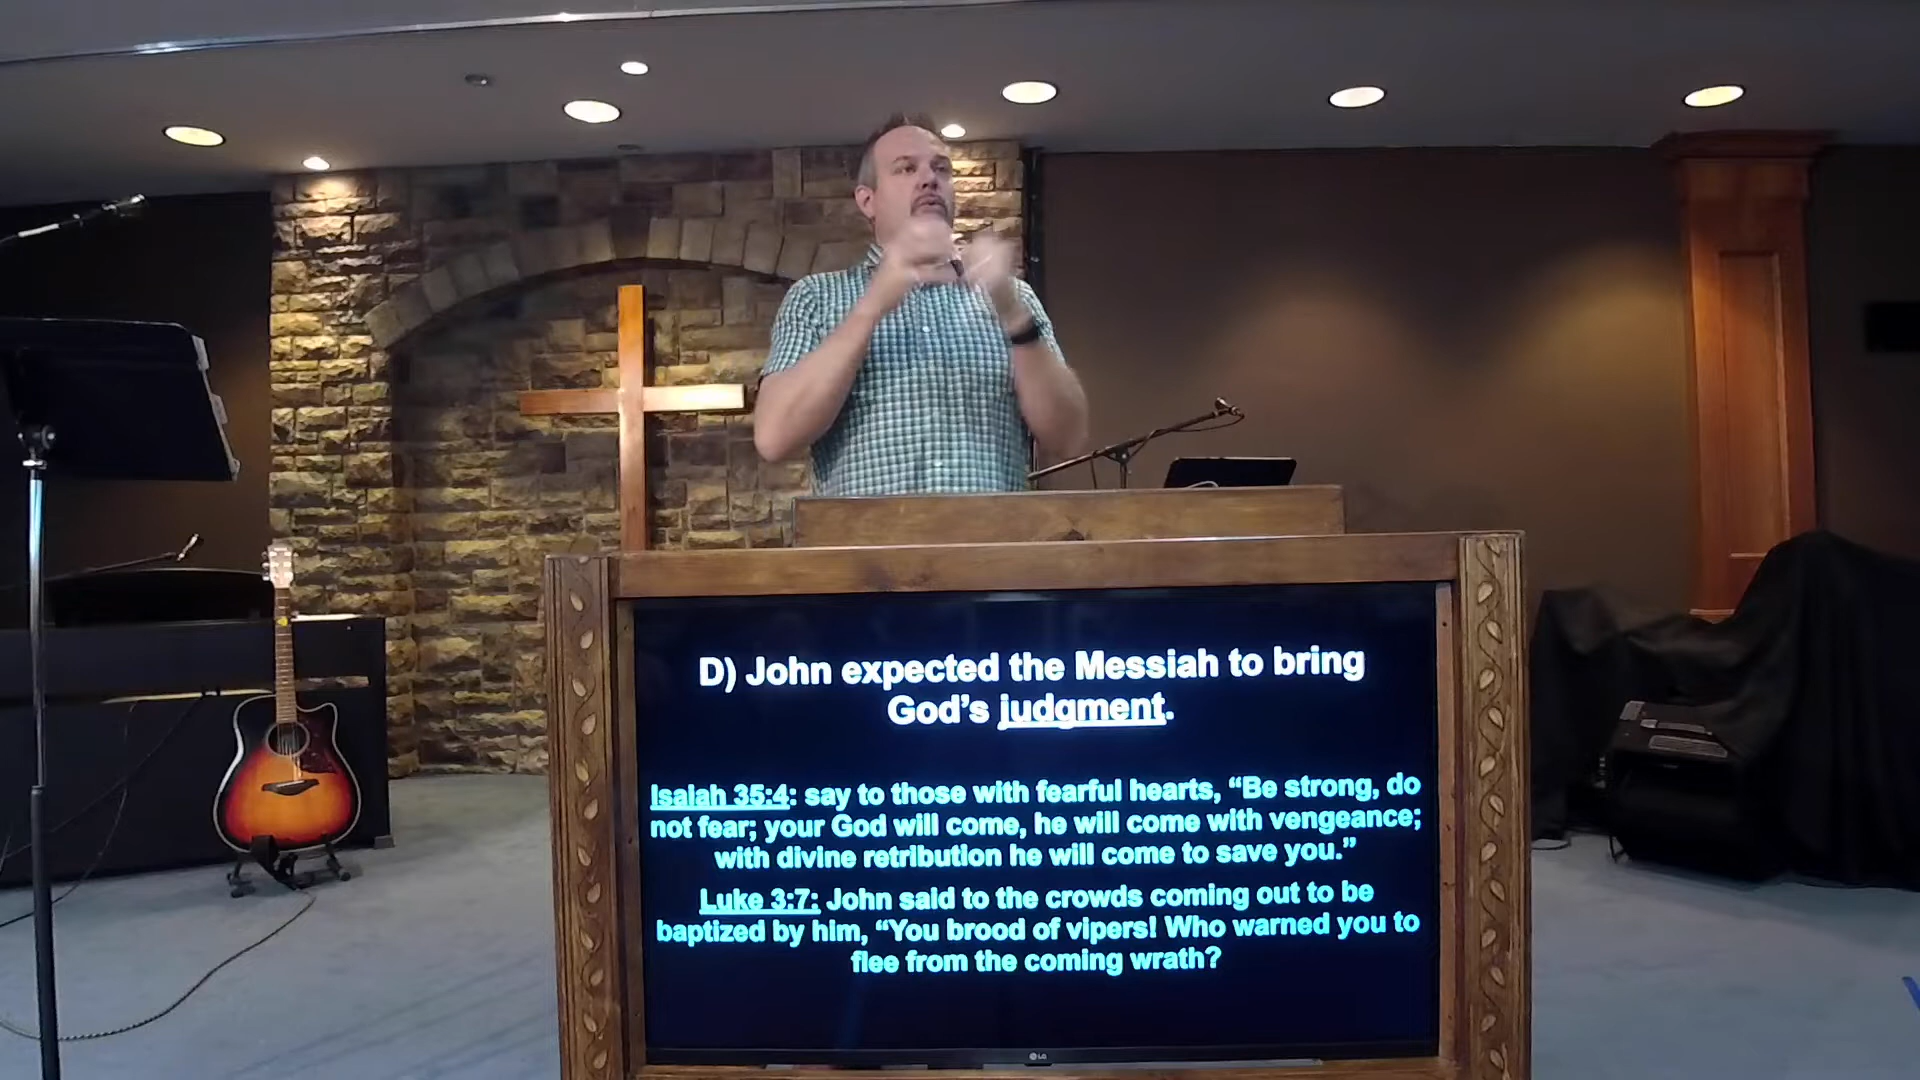 D) John expected the Messiah to bring
God’s judgment.
Isaiah 35:4: say to those with fearful hearts, “Be strong, do
not fear; your God will come, he will come with vengeance;
with divine retribution he will come to save you.”
Luke 3:7: John said to the crowds coming out to be
baptized by him, “You brood of vipers! Who warned you to
flee from the coming wrath?
LG